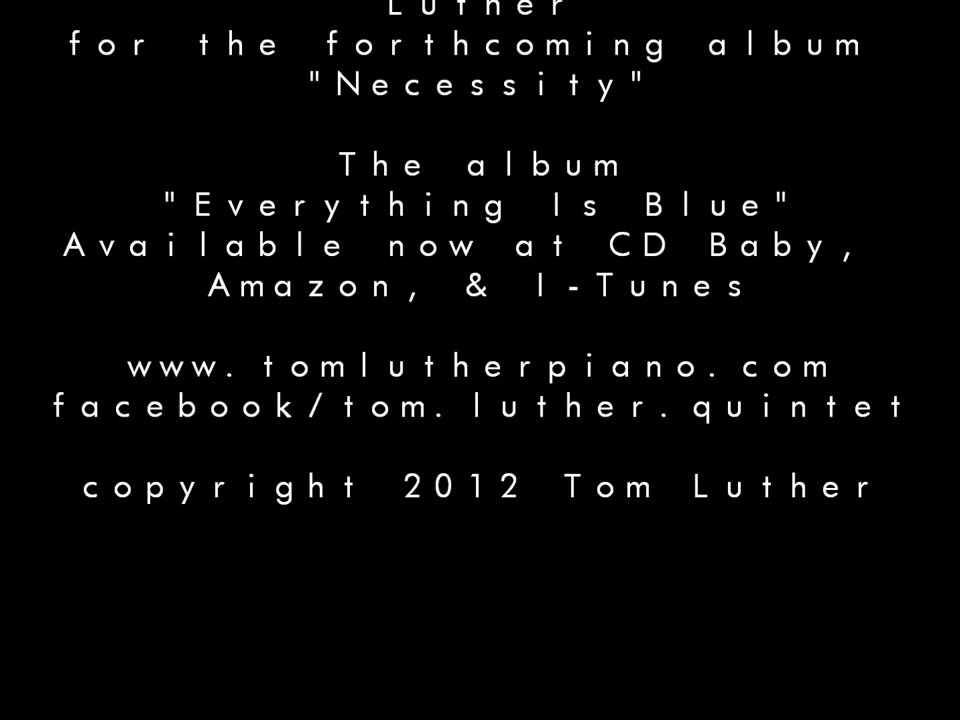 Luther
for the forthcoming album
"Necessity"
The album
"Everything Is Blue"
Available now at CD Baby,
Amazon, & I-Tunes
www.tomlutherpiano.com
facebook/tom.luther.quintet
copyright 2012 Tom Luther